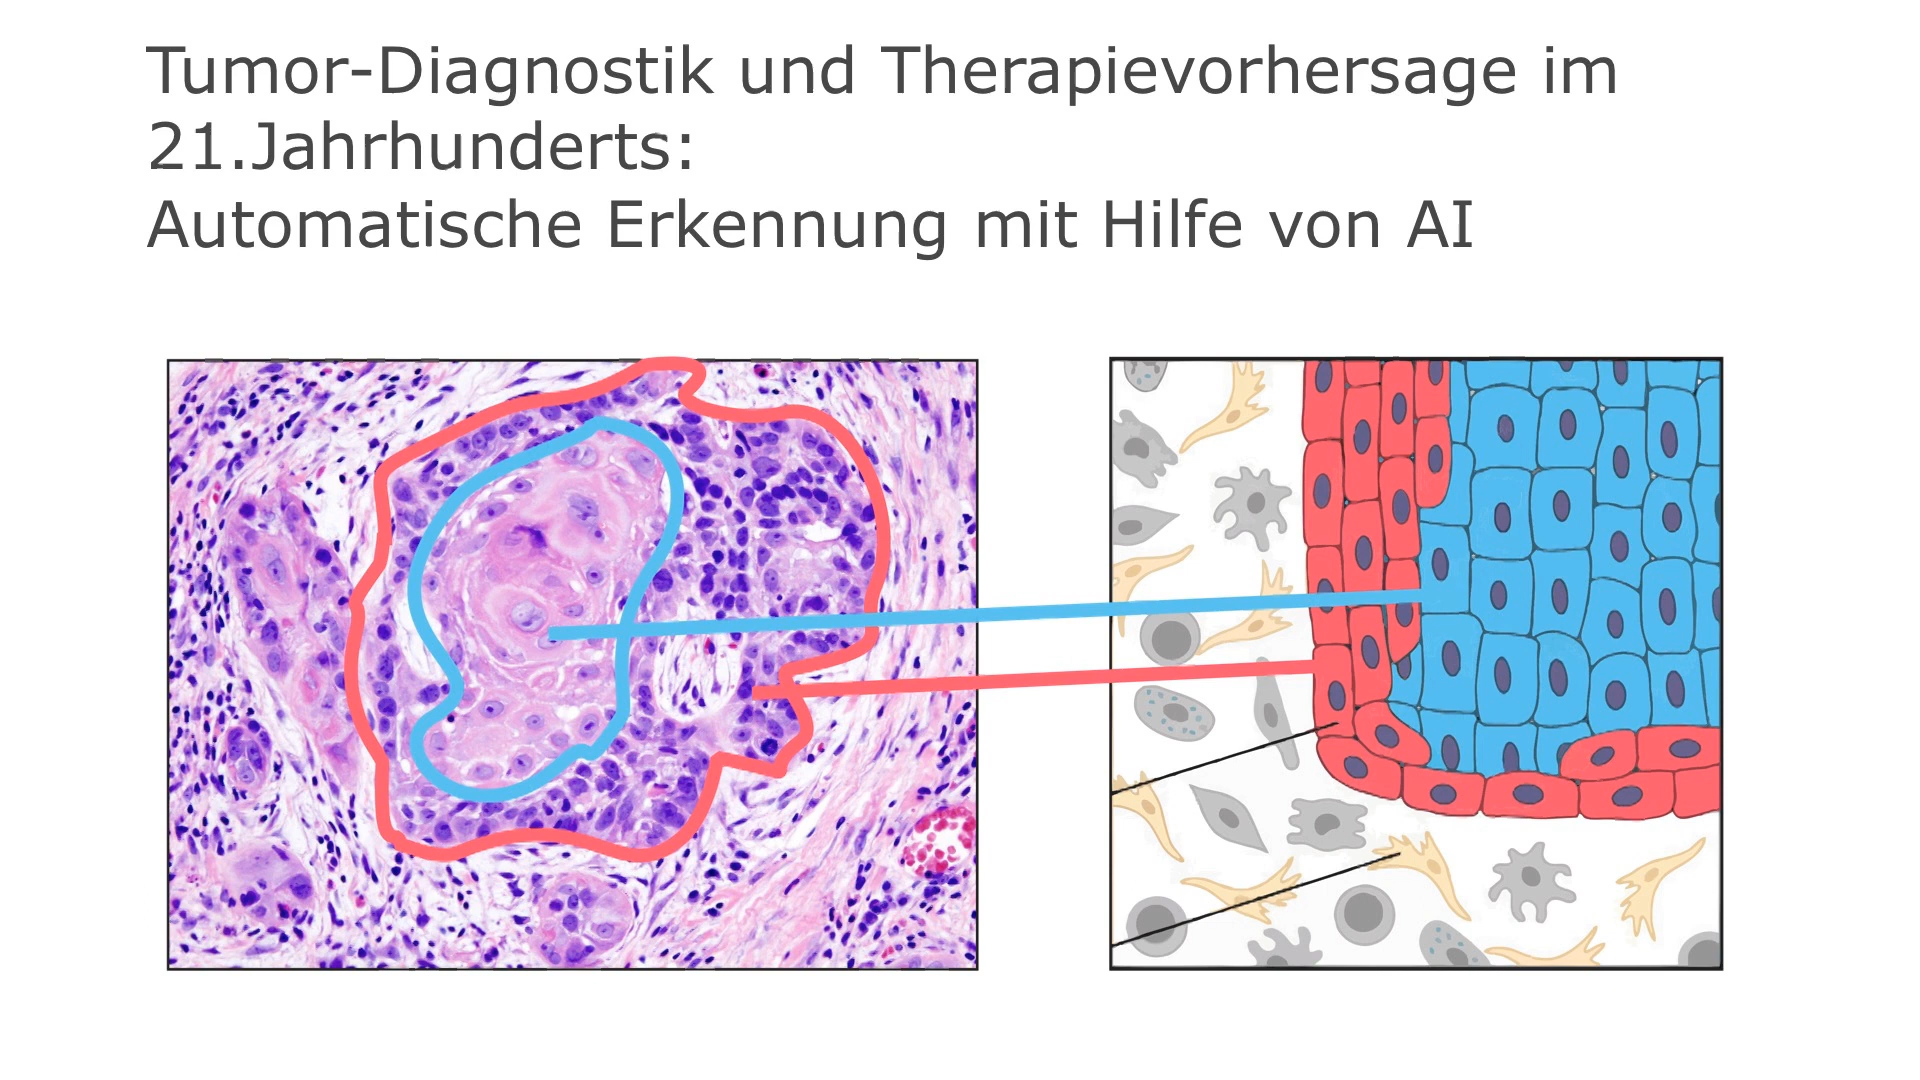 Tumor-Diagnostik und Therapievorhersage im
21.Jahrhunderts:
Automatische Erkennung mit Hilfe von AI